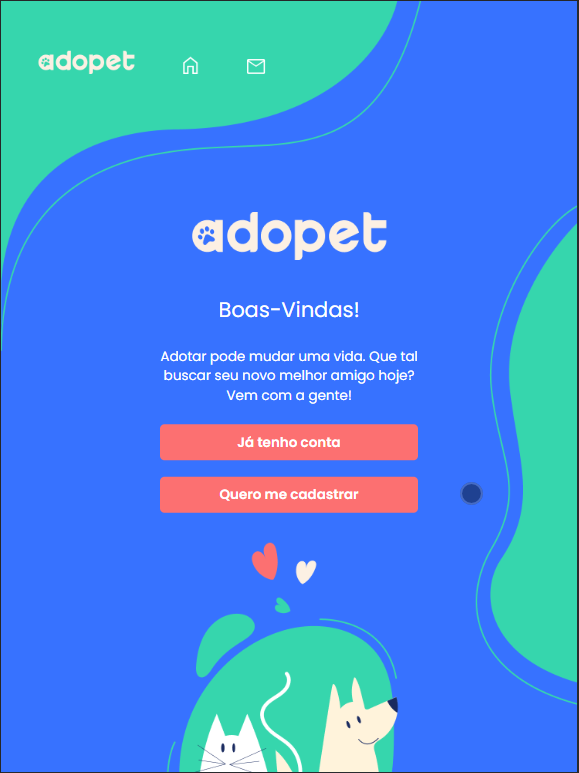 adopet
adopet
Boas-Vindas!
Adotar pode mudar uma vida. Que tal
buscar seu novo melhor amigo hoje?
Vem com a gente!
Já tenho conta
Quero me cadastrar